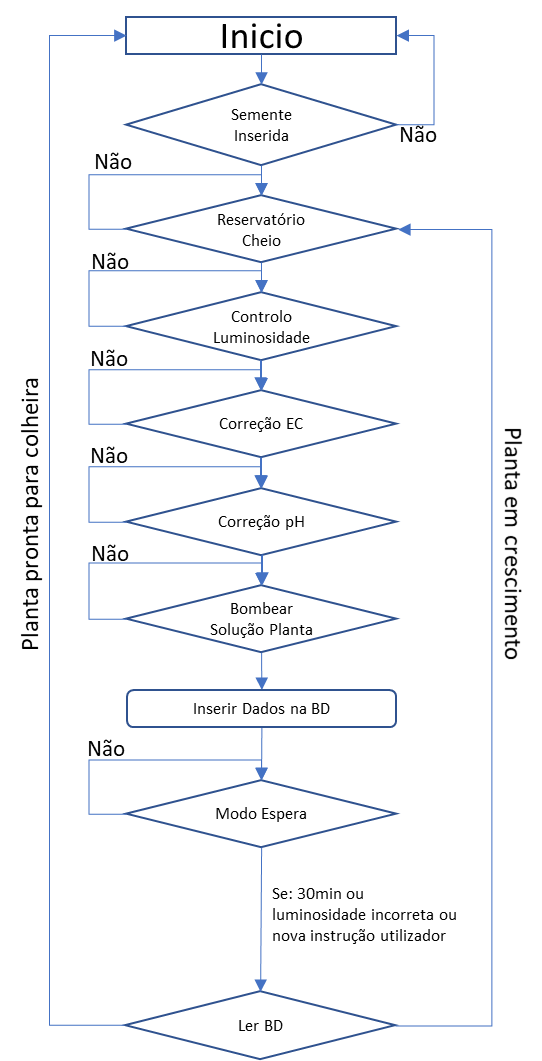 Inicio
Semente
Inserida
Não
Não
Reservatório
Cheio
Não
Controlo
Luminosidade
Não
Correção EC
Não
Correção pH
Não
Bombear
Solução Planta
Inserir Dados na BD
Não
Modo Espera
Se: 30min ou
luminosidade incorreta ou
nova instrução utilizador
Ler BD
Planta pronta para colheira
Planta em crescimento